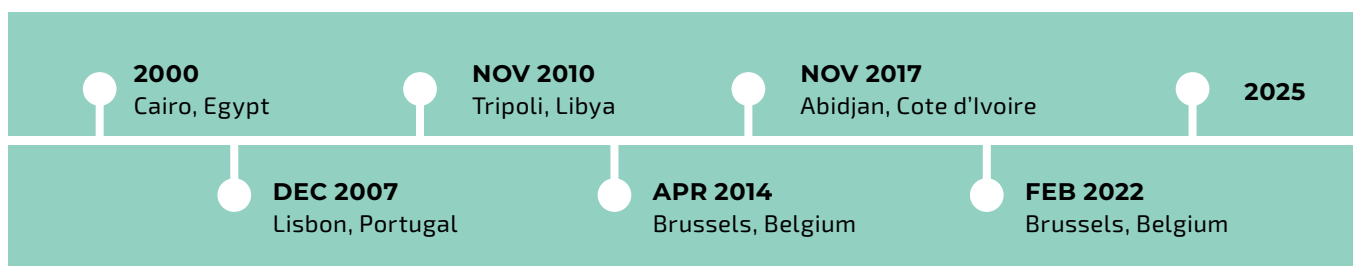 2000
Cairo, Egypt
DEC 2007
Lisbon, Portugal
NOV 2010
Tripoli, Libya
APR 2014
Brussels, Belgium
NOV 2017
Abidjan, Cote d’Ivoire
FEB 2022
Brussels, Belgium
2025